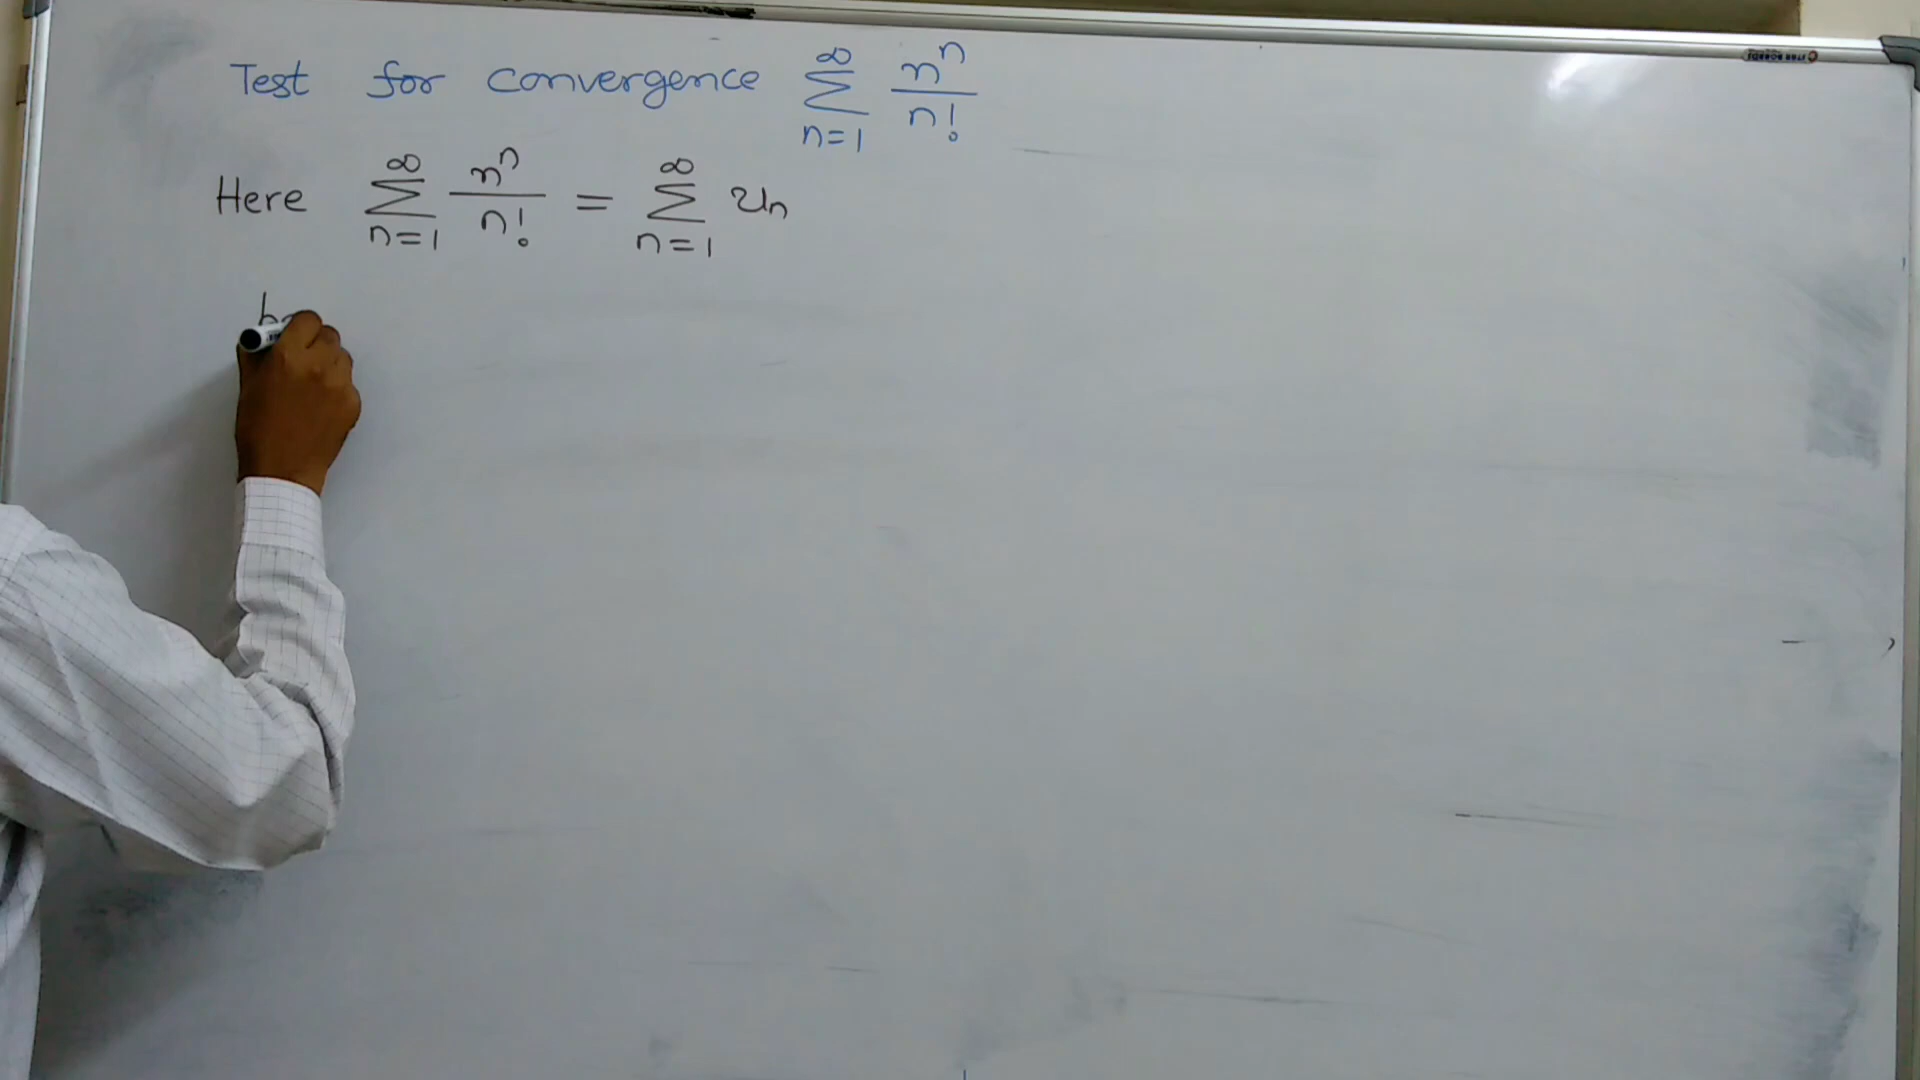 Test for convergence ∞ ∑ n=1 n^n / n!
Here ∞ ∑ n=1 n^n / n! = ∞ ∑ n=1 u_n